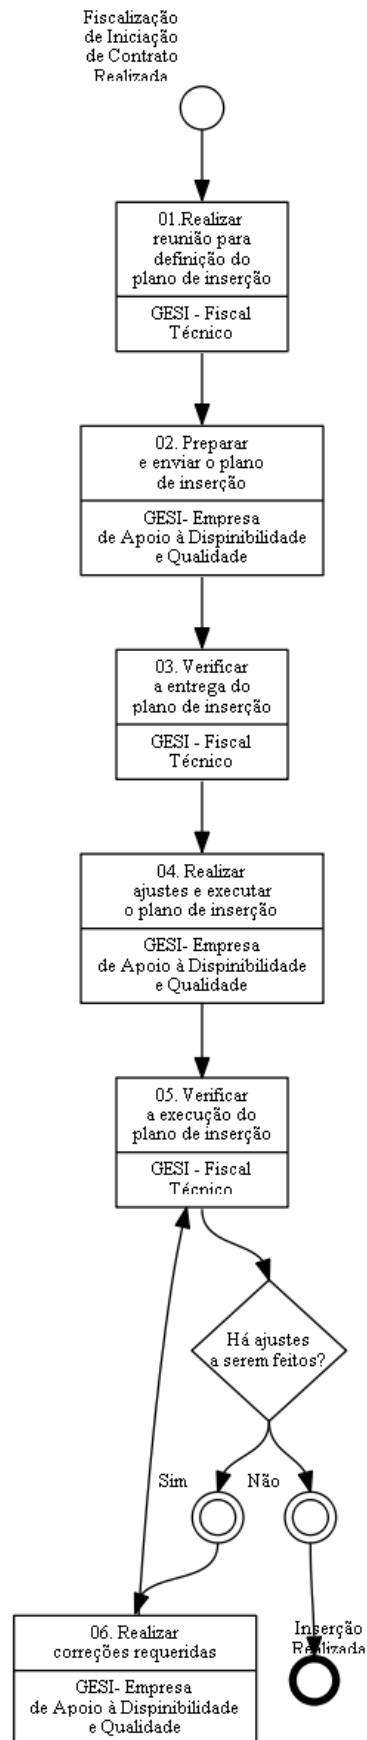 Fiscalização
de Iniciação
de Contrato
Realizada
01.Realizar
reunião para
definição do
plano de inserção
GESI - Fiscal
Técnico
02. Preparar
e enviar o plano
de inserção
GESI- Empresa
de Apoio à Dispinibilidade
e Qualidade
03. Verificar
a entrega do
plano de inserção
GESI - Fiscal
Técnico
04. Realizar
ajustes e executar
o plano de inserção
GESI- Empresa
de Apoio à Dispinibilidade
e Qualidade
05. Verificar
a execução do
plano de inserção
GESI - Fiscal
Técnico
Há ajustes
a serem feitos?
Sim
Não
06. Realizar
correções requeridas
GESI- Empresa
de Apoio à Dispinibilidade
e Qualidade
Inserção
Realizada